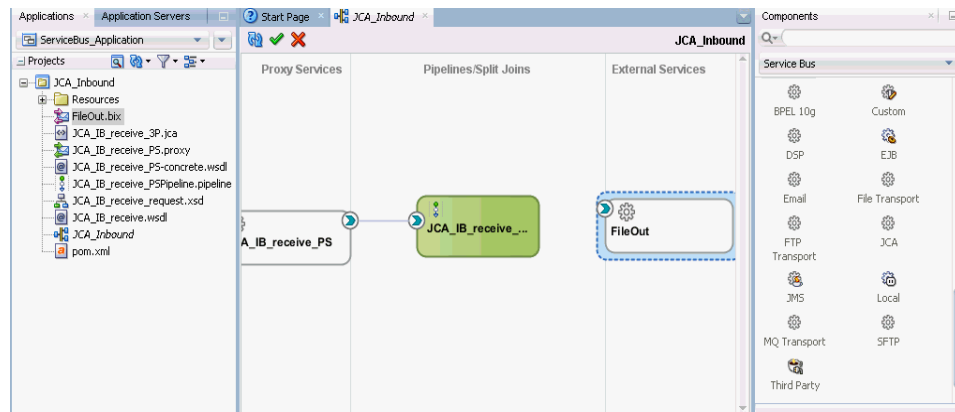 Applications
Application Servers
Start Page
JCA_Inbound
Components
ServiceBus_Application
JCA_Inbound
Projects
Service Bus
Proxy Services
Pipelines/Split Joins
External Services
JCA_Inbound
Resources
FileOut.bix
JCA_IB_receive_3P.jca
JCA_IB_receive_PS.proxy
JCA_IB_receive_PS-concrete.wsdl
JCA_IB_receive_PSPipeline.pipeline
JCA_IB_receive_request.xsd
JCA_IB_receive.wsdl
JCA_Inbound
pom.xml
A_IB_receive_PS
JCA_IB_receive_...
FileOut
BPEL 10g
Custom
DSP
EJB
Email
File Transport
FTP
Transport
JCA
JMS
Local
MQ Transport
SFTP
Third Party